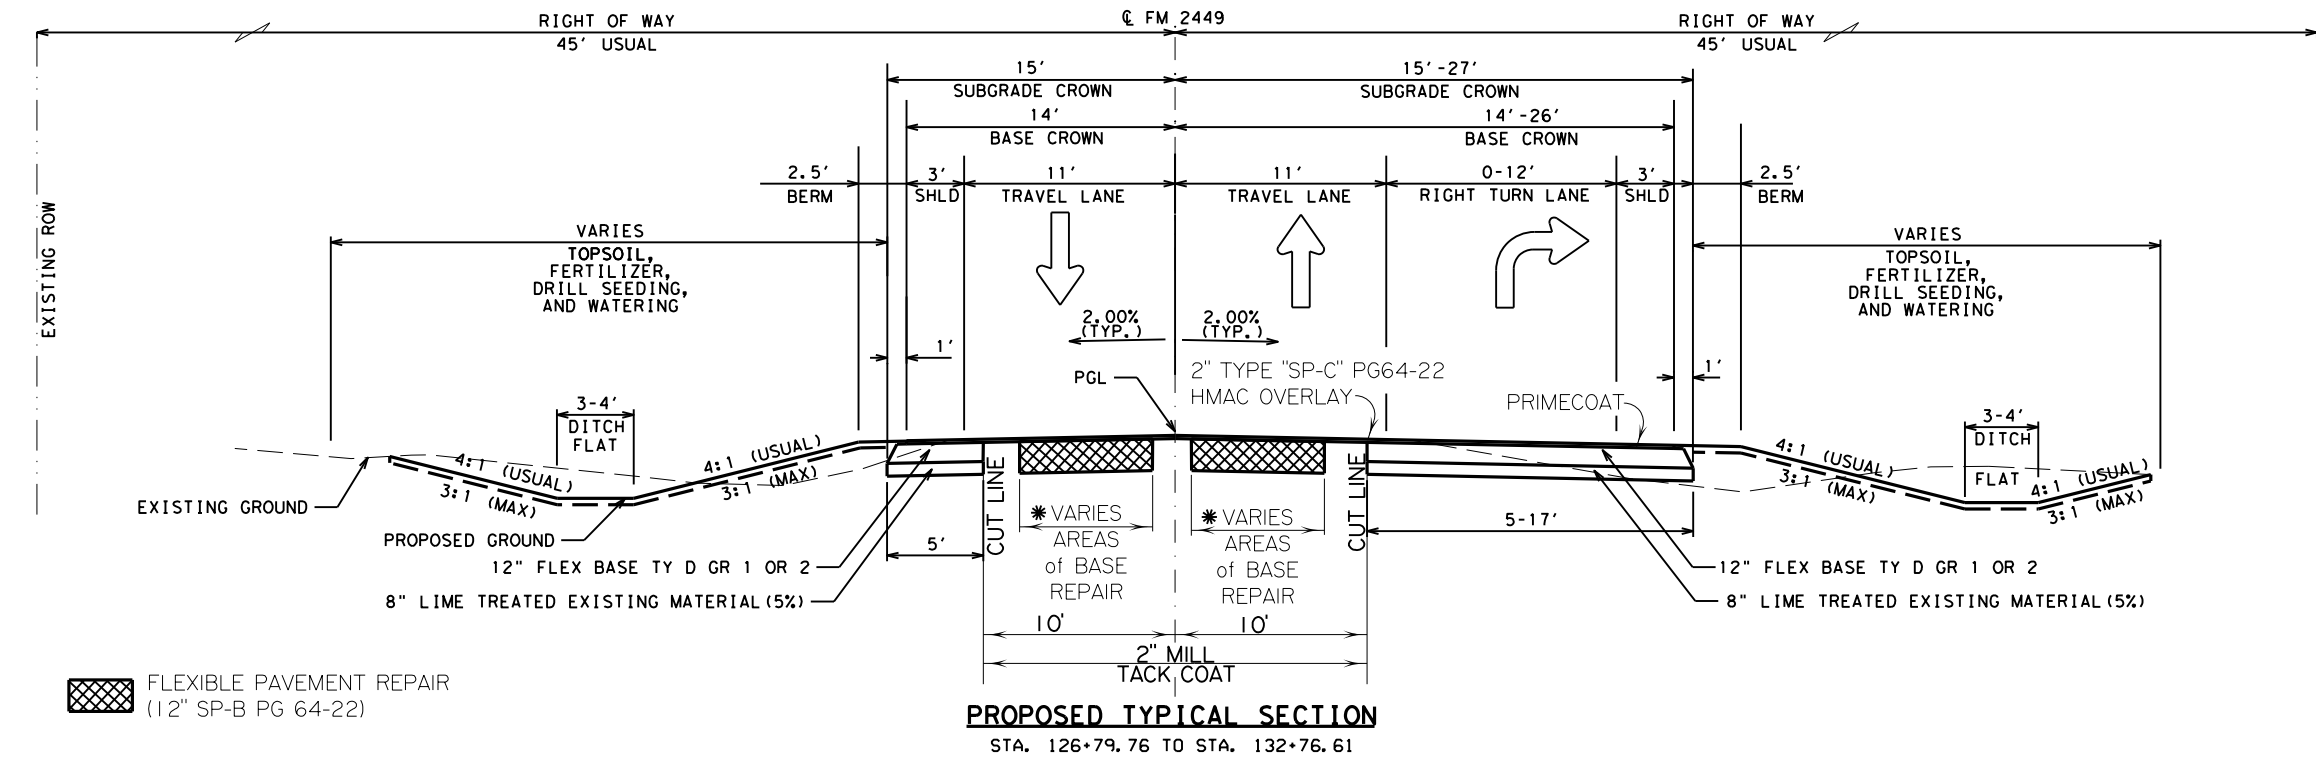 RIGHT OF WAY
45' USUAL
℄ FM 2449
RIGHT OF WAY
45' USUAL
15'
SUBGRADE CROWN
15'-27'
SUBGRADE CROWN
14'
BASE CROWN
14'-26'
BASE CROWN
2.5'
BERM
3'
SHLD
11'
TRAVEL LANE
11'
TRAVEL LANE
0-12'
RIGHT TURN LANE
3'
SHLD
2.5'
BERM
EXISTING ROW
VARIES
TOPSOIL,
FERTILIZER,
DRILL SEEDING,
AND WATERING
VARIES
TOPSOIL,
FERTILIZER,
DRILL SEEDING,
AND WATERING
2.00%
(TYP.)
2.00%
(TYP.)
1'
1'
PGL
2" TYPE "SP-C" PG64-22
HMAC OVERLAY
PRIMECOAT
3-4'
DITCH
FLAT
3-4'
DITCH
FLAT
4:1 (USUAL)
3:1 (MAX)
4:1 (USUAL)
3:1 (MAX)
4:1 (USUAL)
3:1 (MAX)
4:1 (USUAL)
3:1 (MAX)
EXISTING GROUND
PROPOSED GROUND
CUT LINE
CUT LINE
✱ VARIES
AREAS
of BASE
REPAIR
✱ VARIES
AREAS
of BASE
REPAIR
5'
5-17'
12" FLEX BASE TY D GR 1 OR 2
8" LIME TREATED EXISTING MATERIAL(5%)
12" FLEX BASE TY D GR 1 OR 2
8" LIME TREATED EXISTING MATERIAL(5%)
10'
10'
2" MILL
TACK COAT
FLEXIBLE PAVEMENT REPAIR
(12" SP-B PG 64-22)
PROPOSED TYPICAL SECTION
STA. 126+79.76 TO STA. 132+76.61